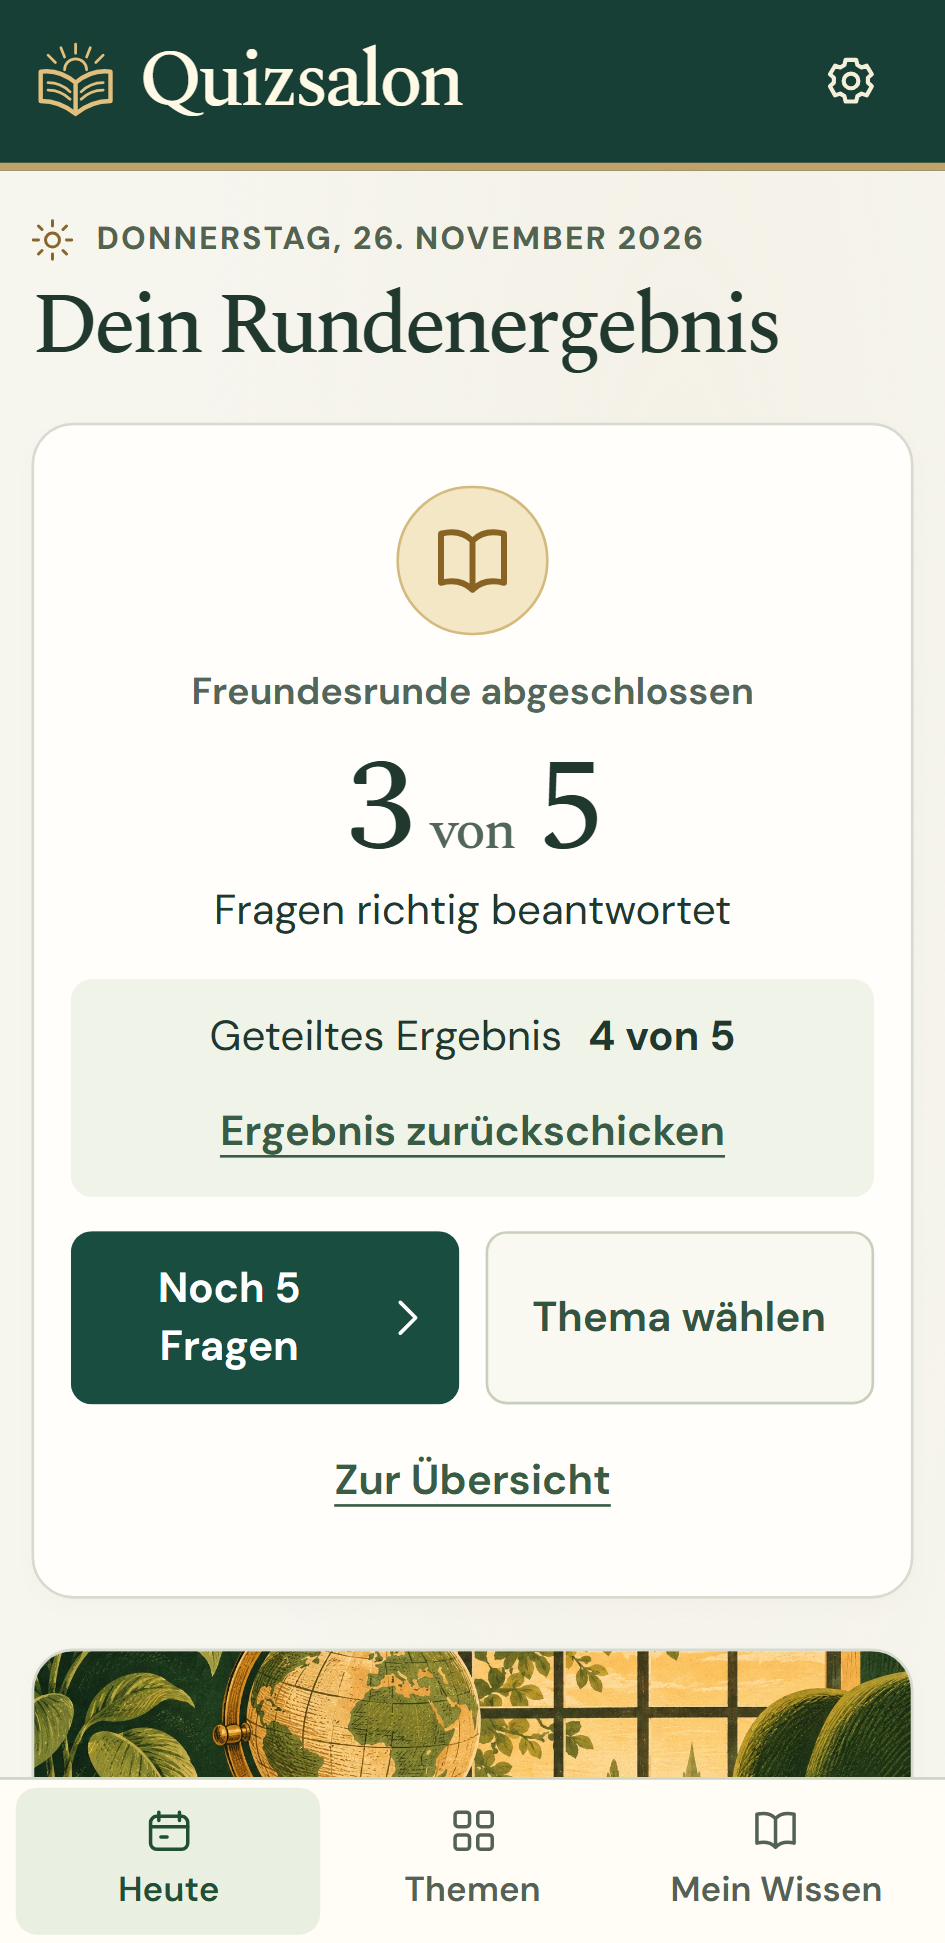 Quizsalon
DONNERSTAG, 26. NOVEMBER 2026
Dein Rundenergebnis
Freundesrunde abgeschlossen
3 von 5
Fragen richtig beantwortet
Geteiltes Ergebnis 4 von 5
Ergebnis zurückschicken
Noch 5
Fragen
Thema wählen
Zur Übersicht
Heute
Themen
Mein Wissen